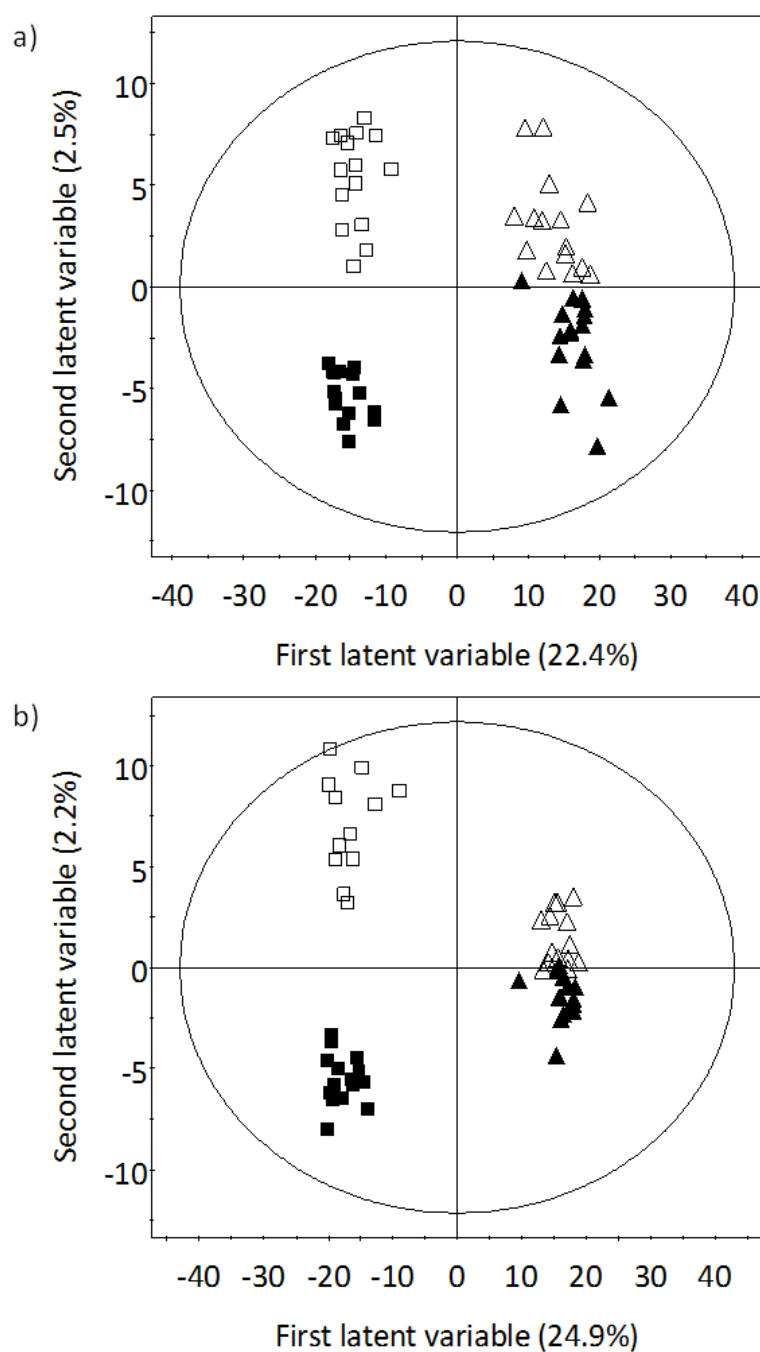 a)
Second latent variable (2.5%)
10
5
0
-5
-10
-40 -30 -20 -10 0 10 20 30 40
First latent variable (22.4%)
b)
Second latent variable (2.2%)
10
5
0
-5
-10
-40 -30 -20 -10 0 10 20 30 40
First latent variable (24.9%)